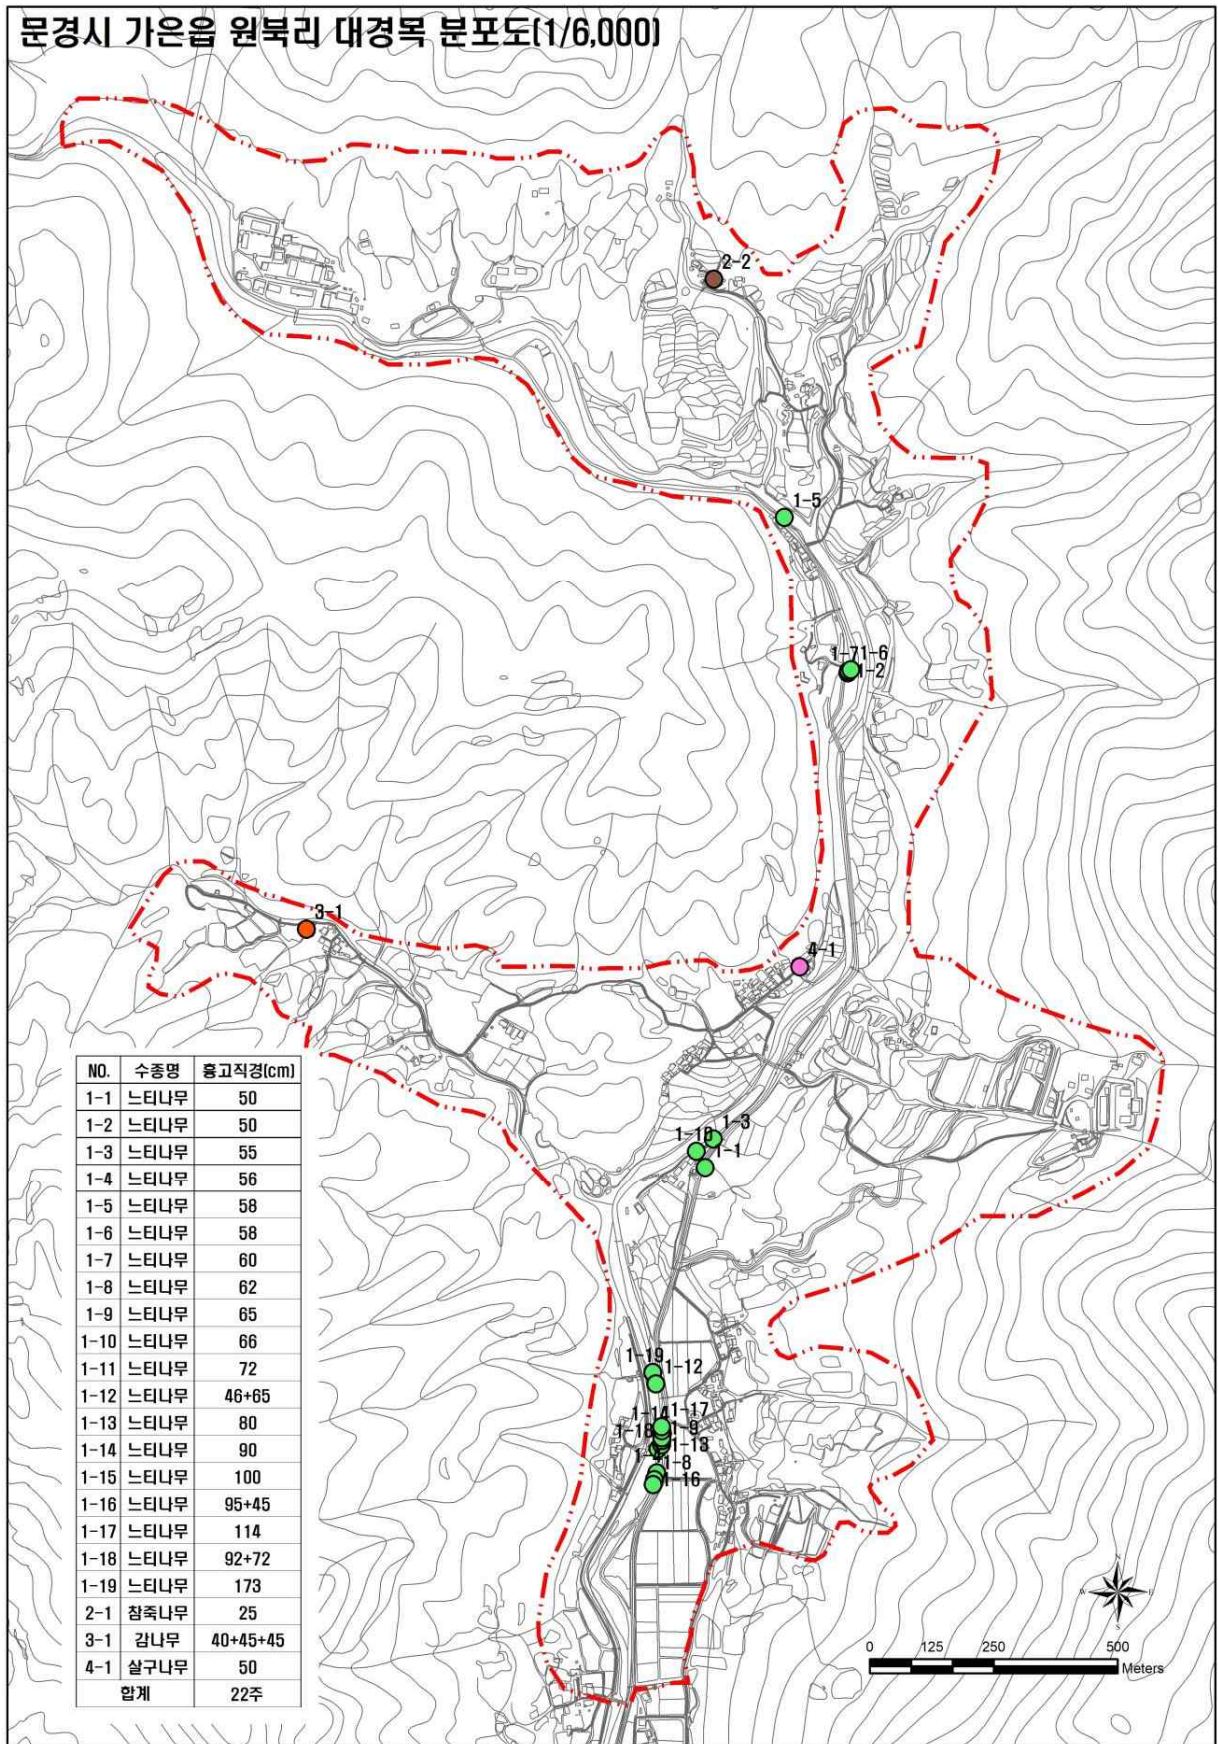 문경시 가은읍 원북리 대경목 분포도(1/6,000)
2-2
1-5
1-7 1-6
1-2
3-1
4-1
1-3
1-1
1-19
1-12
1-17
1-14
1-9
1-18
1-13
1-4
1-8
1-16
NO. 수종명 흉고직경(cm)
1-1 느티나무 50
1-2 느티나무 50
1-3 느티나무 55
1-4 느티나무 56
1-5 느티나무 58
1-6 느티나무 58
1-7 느티나무 60
1-8 느티나무 62
1-9 느티나무 65
1-10 느티나무 66
1-11 느티나무 72
1-12 느티나무 46+65
1-13 느티나무 80
1-14 느티나무 90
1-15 느티나무 100
1-16 느티나무 95+45
1-17 느티나무 114
1-18 느티나무 92+72
1-19 느티나무 173
2-1 참죽나무 25
3-1 감나무 40+45+45
4-1 살구나무 50
합계 22주
N
W E
S
0 125 250 500
Meters